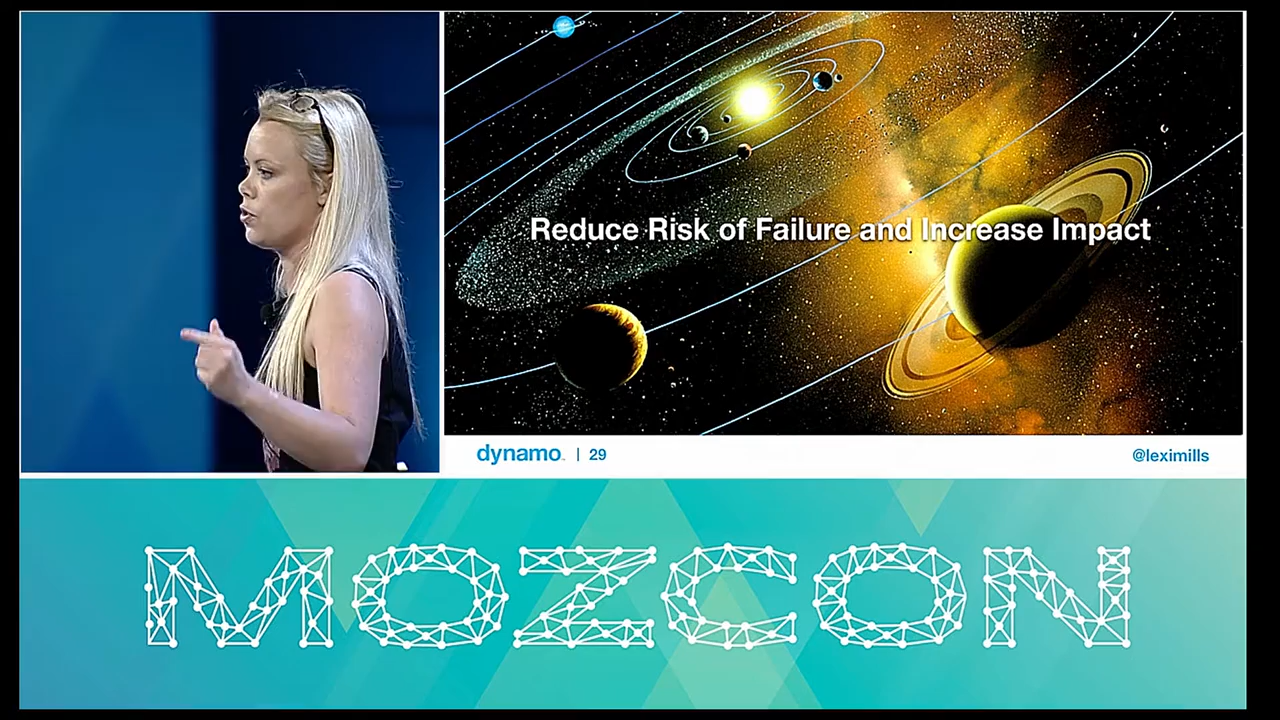 Reduce Risk of Failure and Increase Impact
dynamo | 29
@leximills
MOZCON